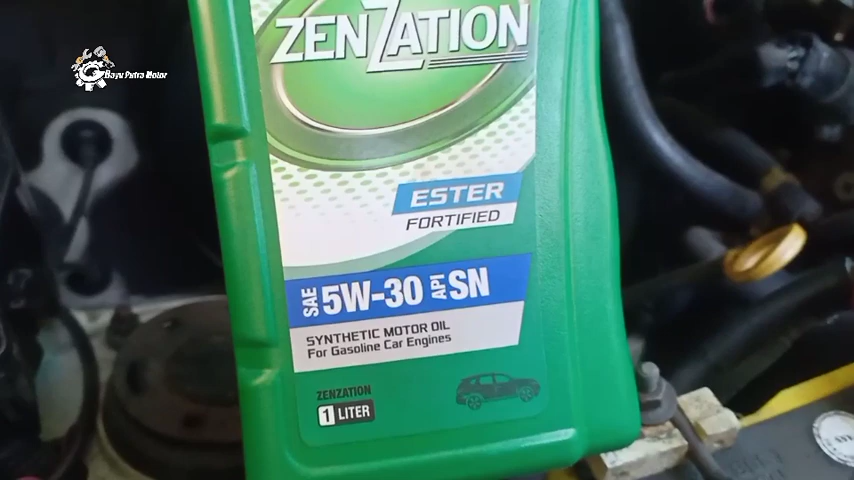 Bayu Putra Motor
ZENZATION
ESTER
FORTIFIED
SAE 5W-30 API SN
SYNTHETIC MOTOR OIL
For Gasoline Car Engines
ZENZATION
1 LITER